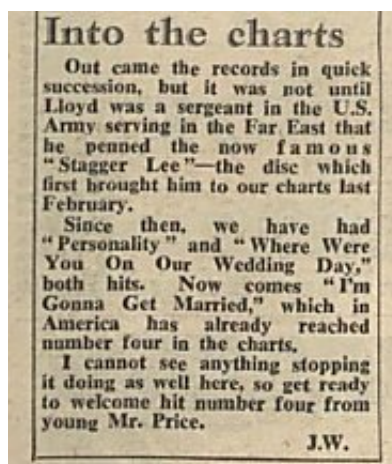 Into the charts
Out came the records in quick
succession, but it was not until
Lloyd was a sergeant in the U.S.
Army serving in the Far East that
he penned the now famous
"Stagger Lee"—the disc which
first brought him to our charts last
February.
Since then, we have had
"Personality" and "Where Were
You On Our Wedding Day,"
both hits. Now comes "I'm
Gonna Get Married," which in
America has already reached
number four in the charts.
I cannot see anything stopping
it doing as well here, so get ready
to welcome hit number four from
young Mr. Price.
J.W.